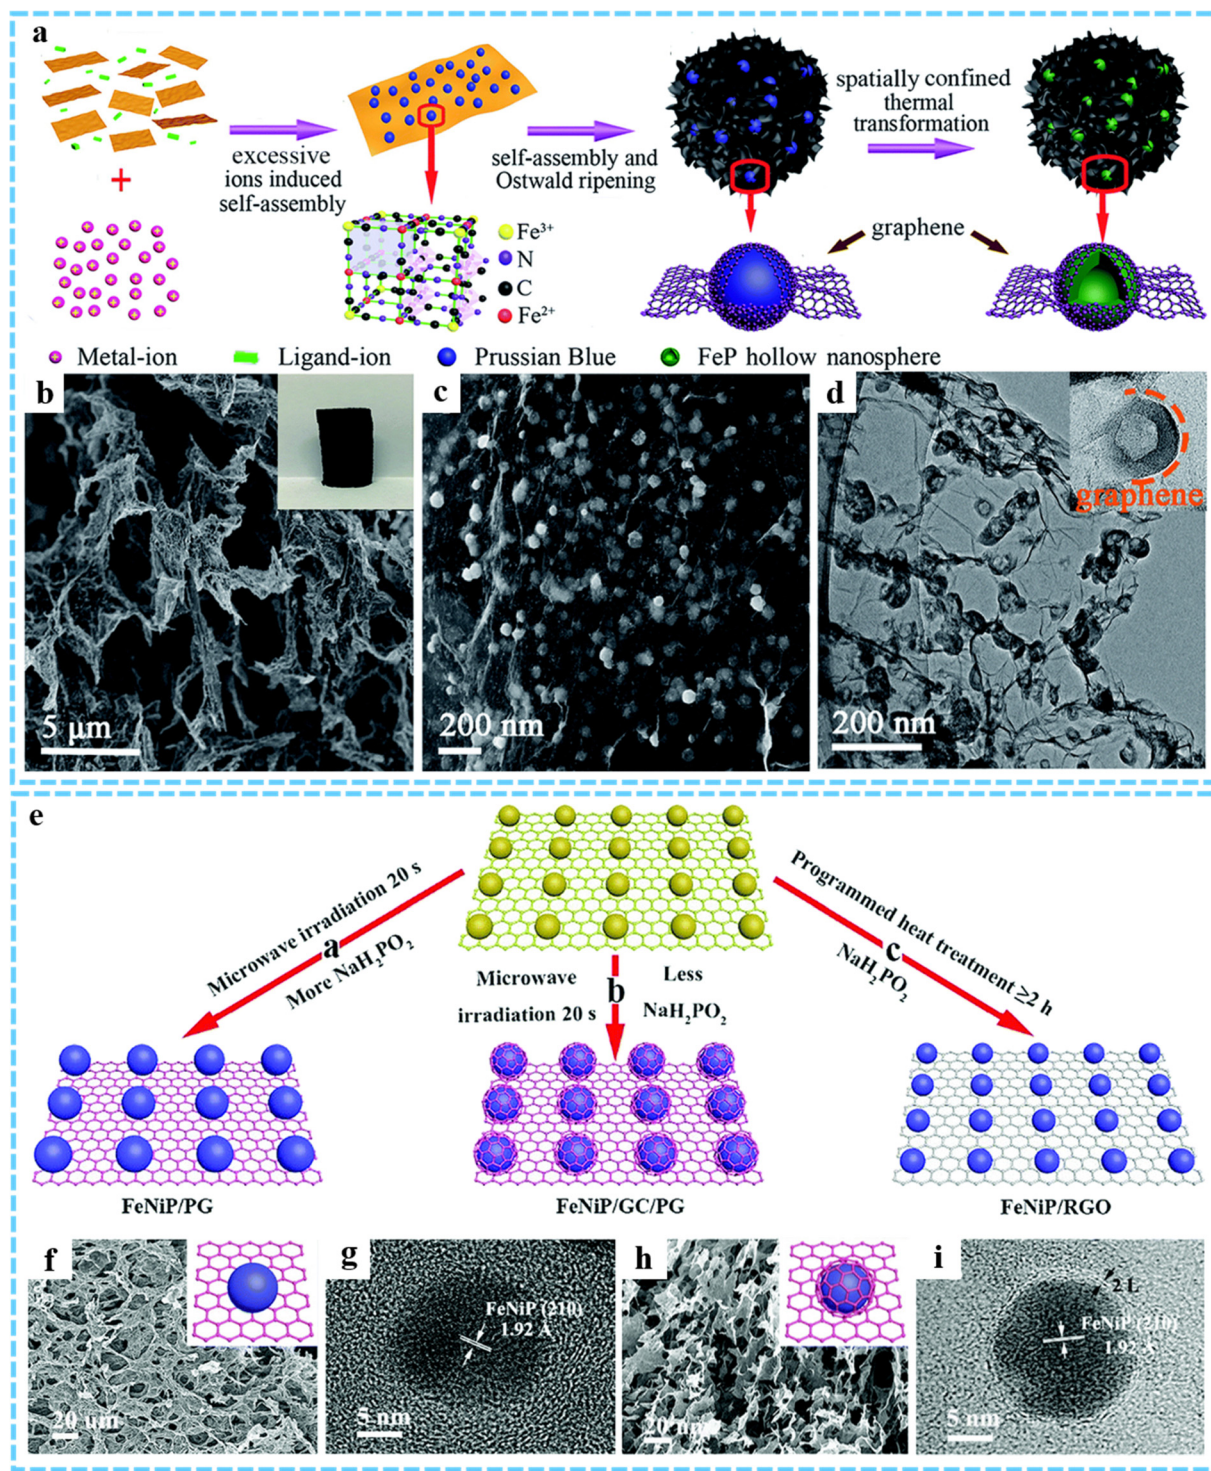 a
excessive
ions induced
self-assembly
self-assembly and
Ostwald ripening
spatially confined
thermal
transformation
+
Fe³⁺
N
C
Fe²⁺
graphene
Metal-ion
Ligand-ion
Prussian Blue
FeP hollow nanosphere
b
5 µm
c
200 nm
d
graphene
200 nm
e
Microwave irradiation 20 s
a
More NaH₂PO₂
Microwave
irradiation 20 s
b
Less
NaH₂PO₂
Programmed heat treatment ≥2 h
c
NaH₂PO₂
FeNiP/PG
FeNiP/GC/PG
FeNiP/RGO
f
20 um
g
FeNiP (210)
1.92 Å
5 nm
h
20 nm
i
2 L
FeNiP (210)
1.92 Å
5 nm